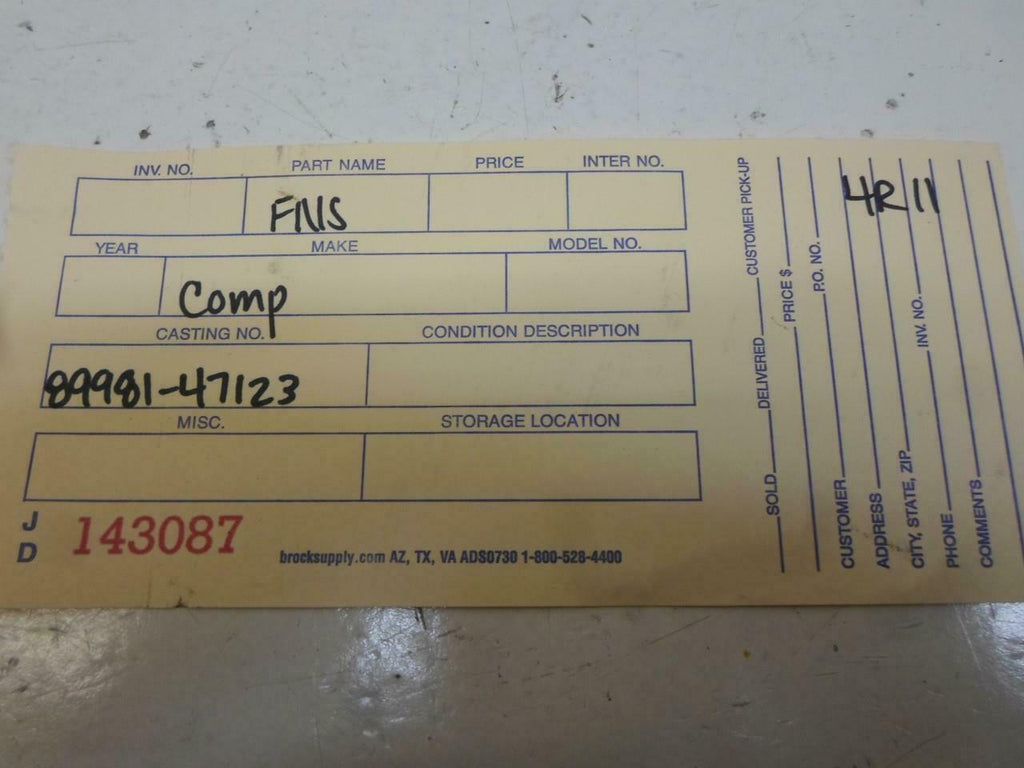 INV. NO. PART NAME PRICE INTER NO.
FNIS
YEAR MAKE MODEL NO.
Comp
CASTING NO. CONDITION DESCRIPTION
89981-47123
MISC. STORAGE LOCATION
J
D
143087
brocksupply.com AZ, TX, VA ADS0730 1-800-528-4400
SOLD DELIVERED CUSTOMER PICK-UP
PRICE $
P.O. NO.
CUSTOMER
4R11
ADDRESS
CITY, STATE, ZIP INV. NO.
PHONE
COMMENTS